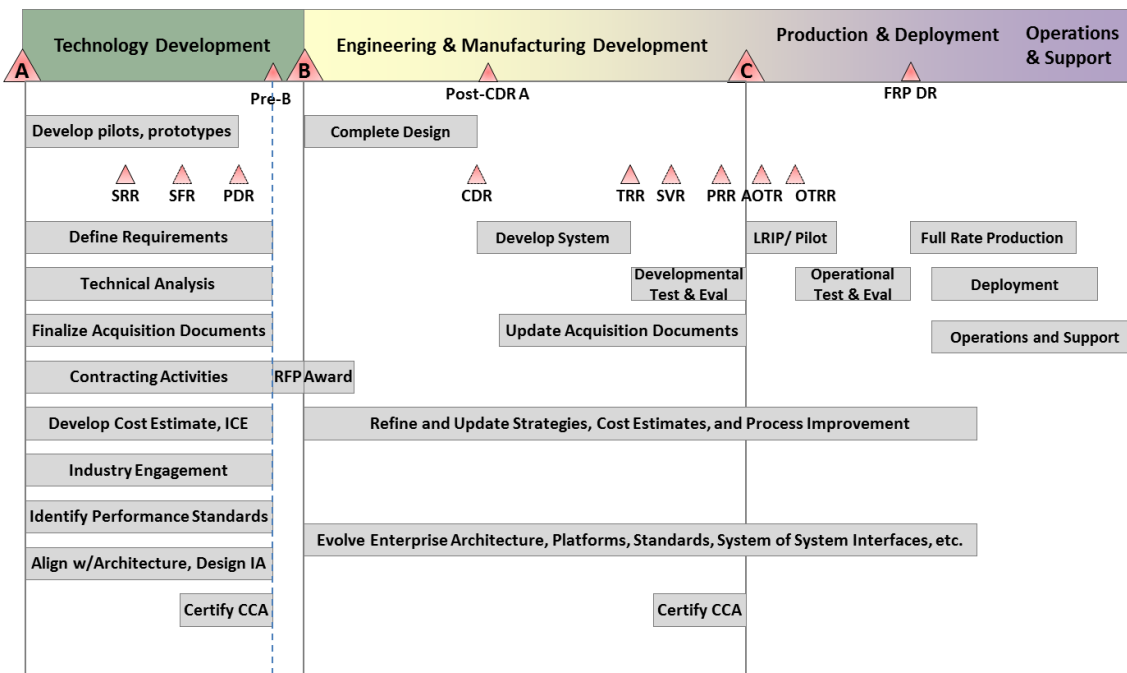 Technology Development
Engineering & Manufacturing Development
Production & Deployment
Operations
& Support
A
B
C
Pre-B
Post-CDR A
FRP DR
Develop pilots, prototypes
Complete Design
SRR
SFR
PDR
CDR
TRR
SVR
PRR
AOTR
OTRR
Define Requirements
Develop System
LRIP/ Pilot
Full Rate Production
Technical Analysis
Developmental
Test & Eval
Operational
Test & Eval
Deployment
Finalize Acquisition Documents
Update Acquisition Documents
Operations and Support
Contracting Activities
RFP Award
Develop Cost Estimate, ICE
Refine and Update Strategies, Cost Estimates, and Process Improvement
Industry Engagement
Identify Performance Standards
Evolve Enterprise Architecture, Platforms, Standards, System of System Interfaces, etc.
Align w/Architecture, Design IA
Certify CCA
Certify CCA